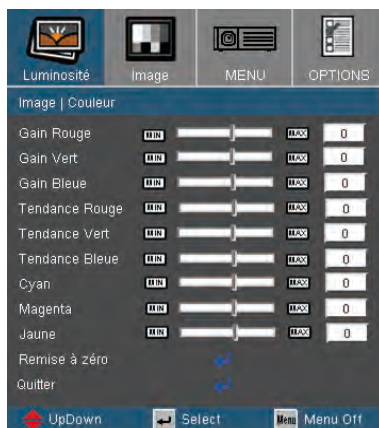 Luminosité Image MENU OPTIONS
Image | Couleur
Gain Rouge MIN MAX 0
Gain Vert MIN MAX 0
Gain Bleue MIN MAX 0
Tendance Rouge MIN MAX 0
Tendance Vert MIN MAX 0
Tendance Bleue MIN MAX 0
Cyan MIN MAX 0
Magenta MIN MAX 0
Jaune MIN MAX 0
Remise à zéro
Quitter
UpDown Select Menu Menu Off